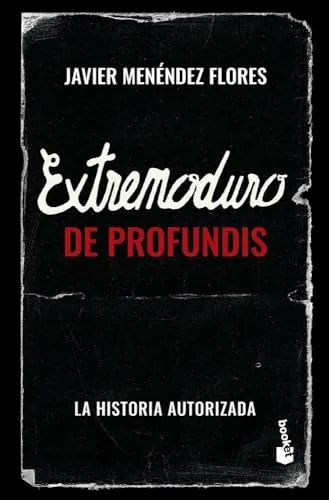 JAVIER MENÉNDEZ FLORES
Extremoduro
DE PROFUNDIS
LA HISTORIA AUTORIZADA
booket